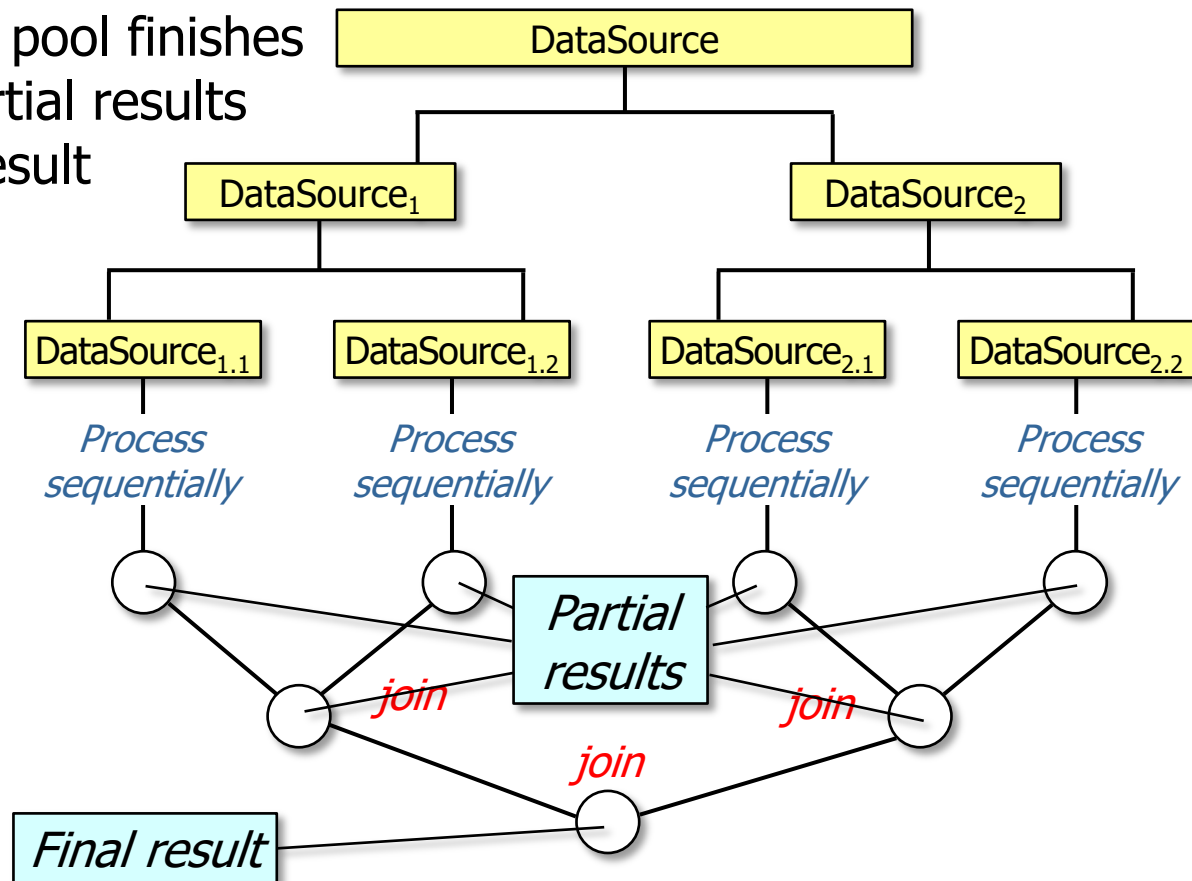 pool finishes
rtial results
esult
DataSource
DataSource₁
DataSource₂
DataSource₁.₁
DataSource₁.₂
DataSource₂.₁
DataSource₂.₂
Process
sequentially
Process
sequentially
Process
sequentially
Process
sequentially
Partial
results
join
join
join
Final result